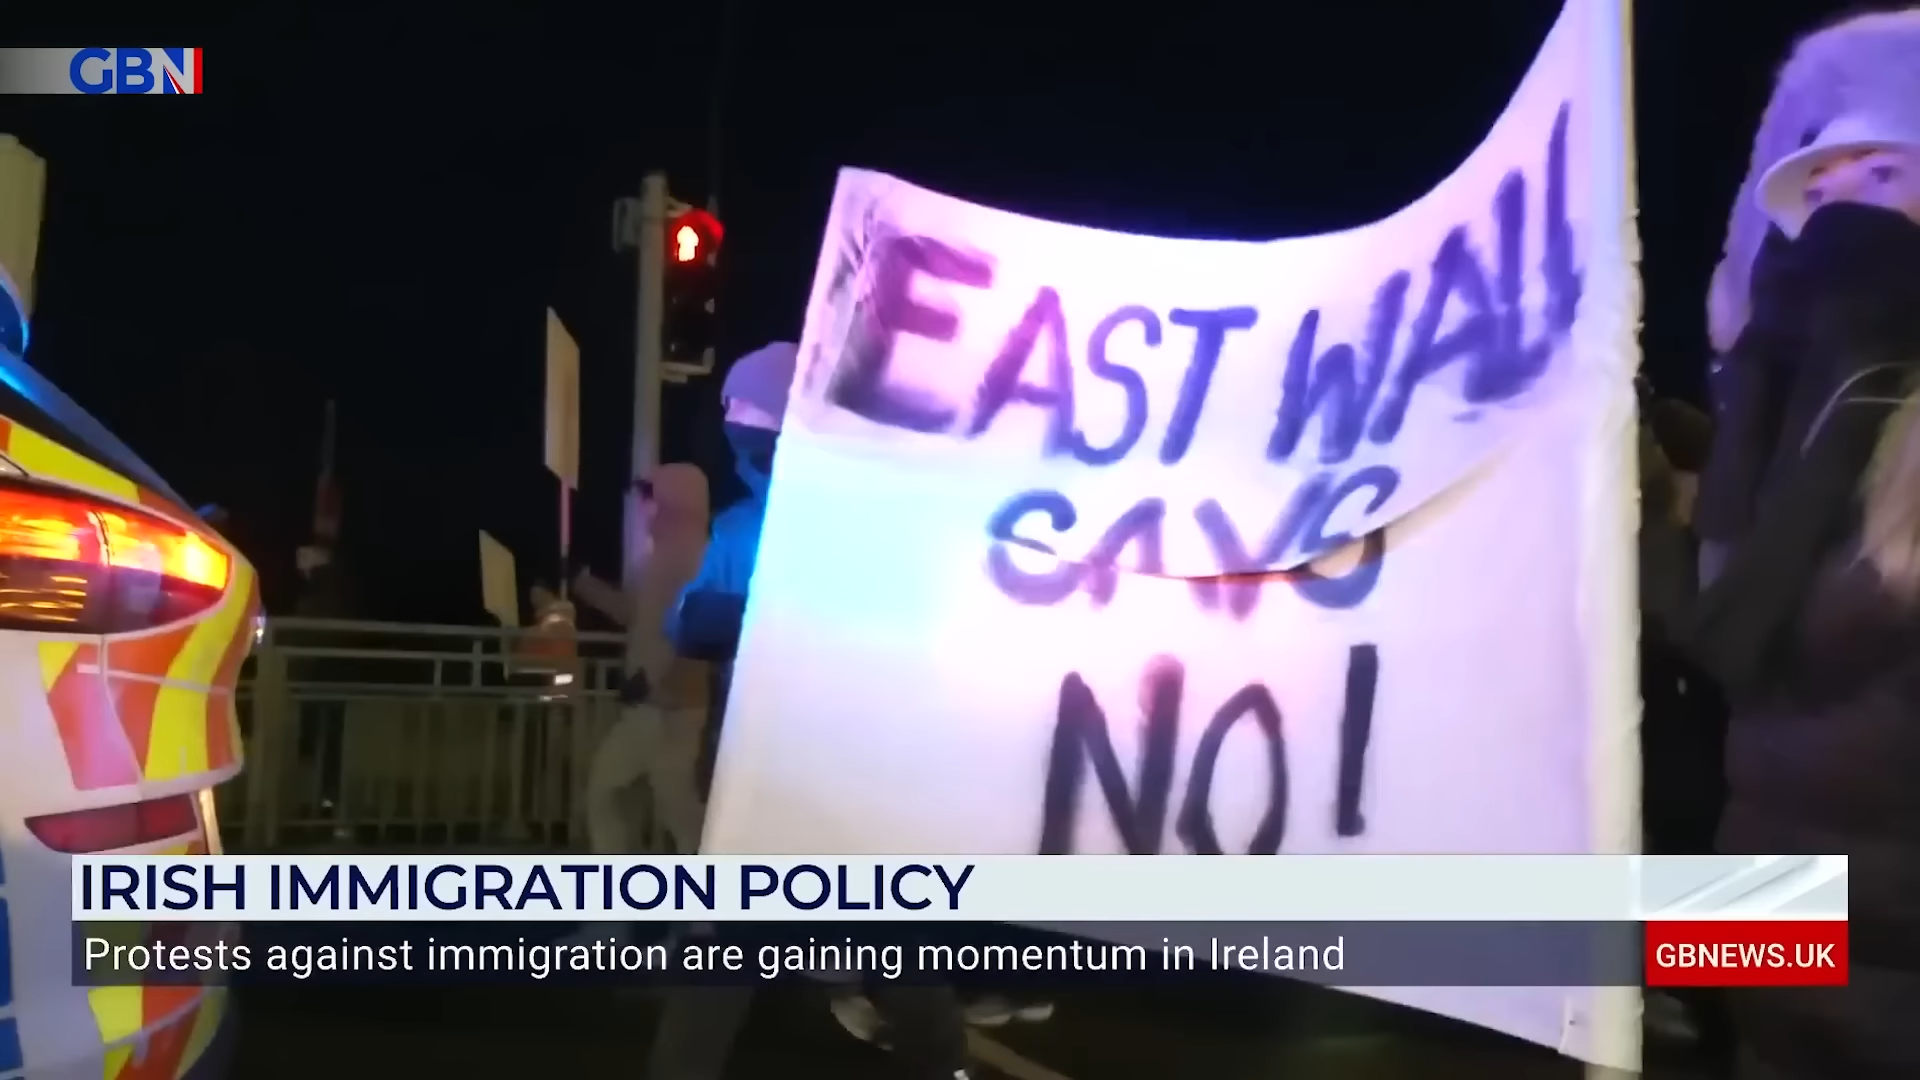 GBN
EAST WALL
SAYS
NO!
IRISH IMMIGRATION POLICY
Protests against immigration are gaining momentum in Ireland
GBNEWS.UK